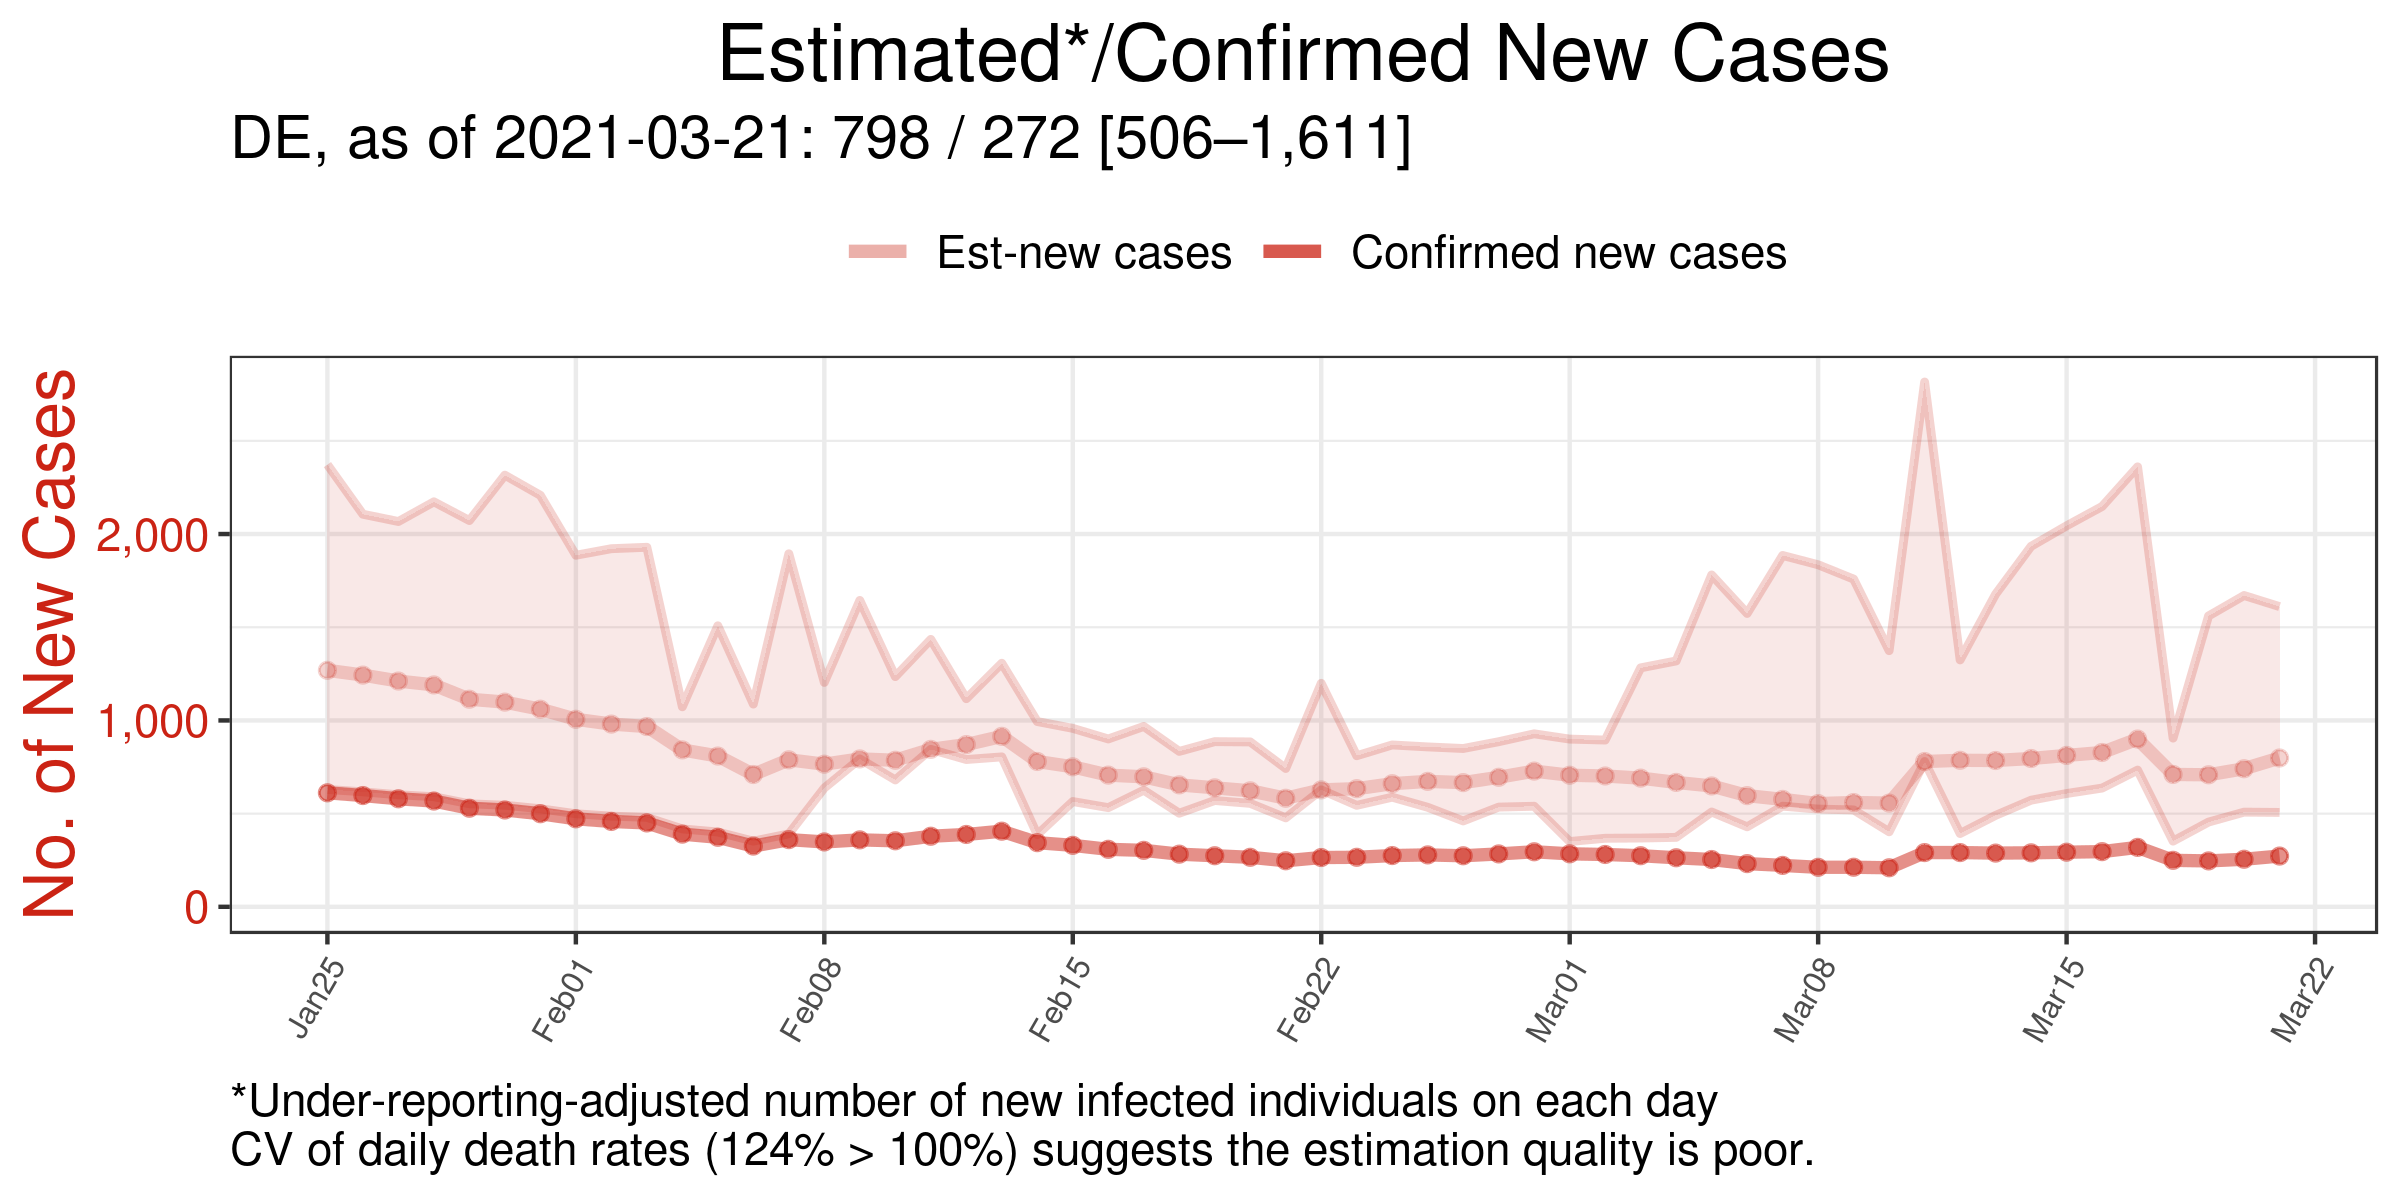 Estimated*/Confirmed New Cases
DE, as of 2021-03-21: 798 / 272 [506–1,611]
Est-new cases
Confirmed new cases
No. of New Cases
2,000
1,000
0
Jan25
Feb01
Feb08
Feb15
Feb22
Mar01
Mar08
Mar15
Mar22
*Under-reporting-adjusted number of new infected individuals on each day
CV of daily death rates (124% > 100%) suggests the estimation quality is poor.